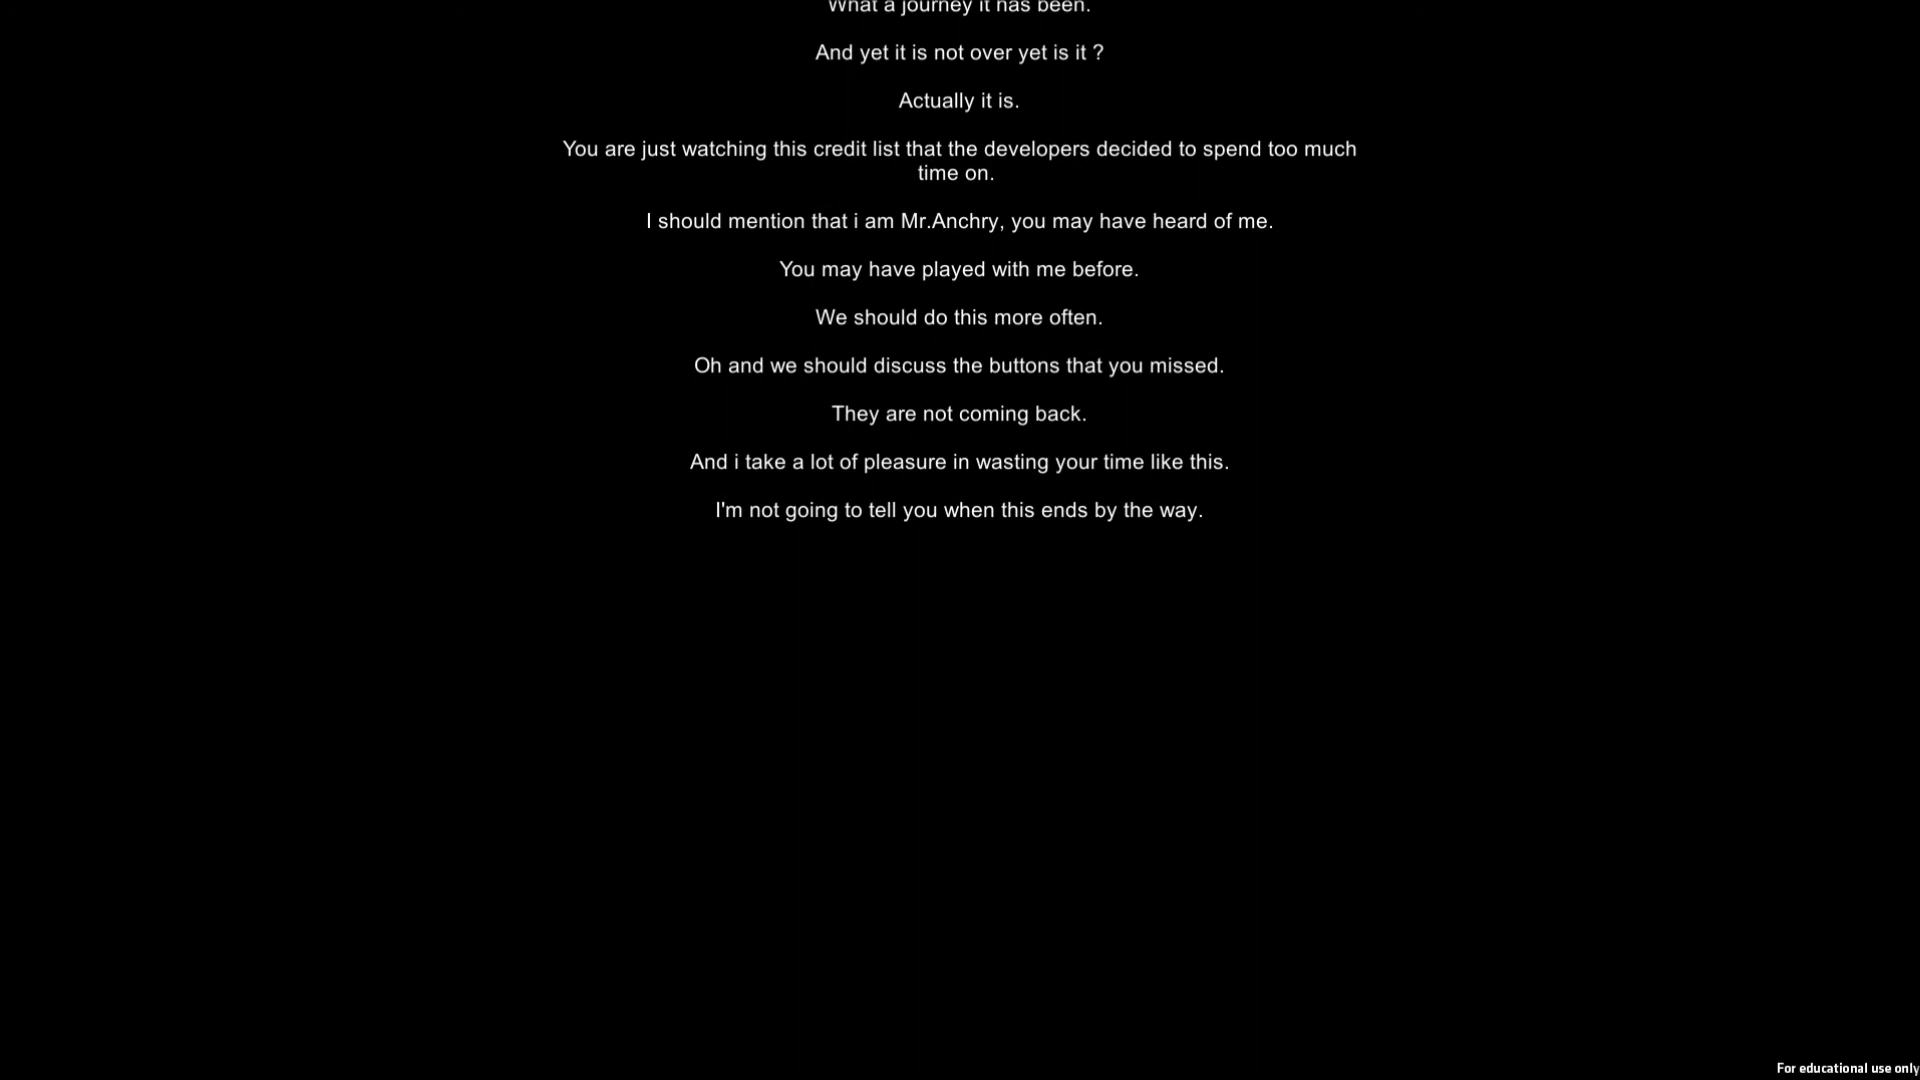 What a journey it has been.
And yet it is not over yet is it ?
Actually it is.
You are just watching this credit list that the developers decided to spend too much
time on.
I should mention that i am Mr.Anchry, you may have heard of me.
You may have played with me before.
We should do this more often.
Oh and we should discuss the buttons that you missed.
They are not coming back.
And i take a lot of pleasure in wasting your time like this.
I'm not going to tell you when this ends by the way.
For educational use only